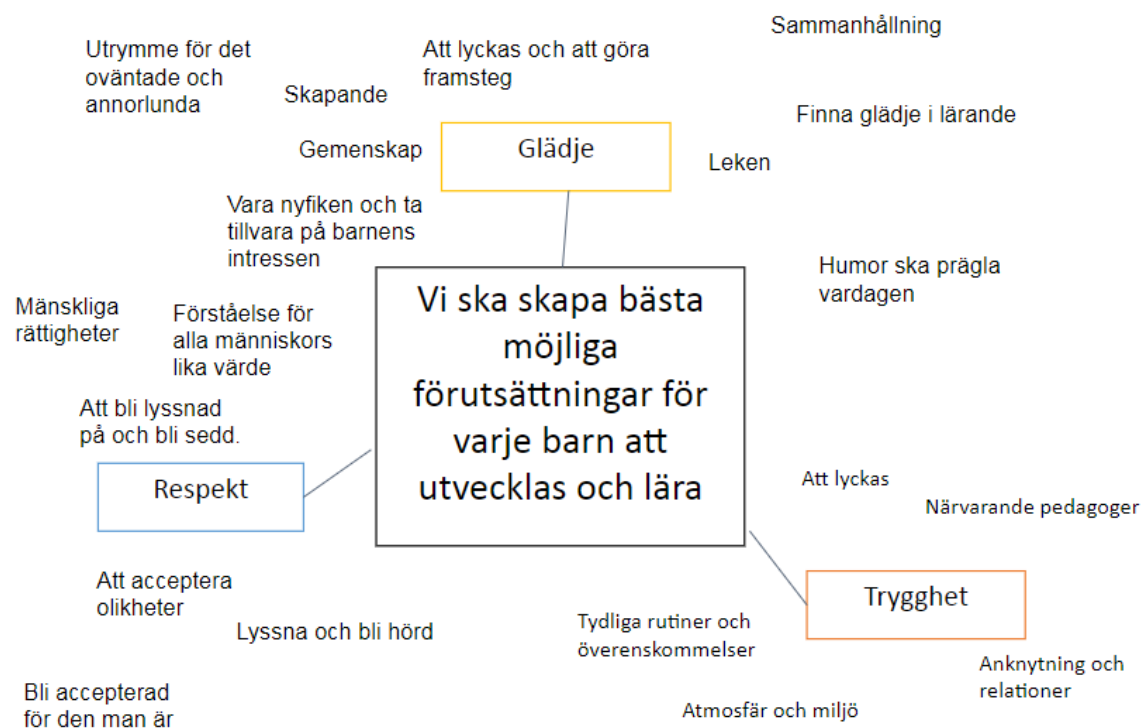 Sammanhållning
Utrymme för det
oväntade och
annorlunda
Skapande
Att lyckas och att göra
framsteg
Finna glädje i lärande
Gemenskap
Glädje
Leken
Vara nyfiken och ta
tillvara på barnens
intressen
Humor ska prägla
vardagen
Mänskliga
rättigheter
Förståelse för
alla människors
lika värde
Vi ska skapa bästa
möjliga
förutsättningar för
varje barn att
utvecklas och lära
Att bli lyssnad
på och bli sedd.
Respekt
Att lyckas
Närvarande pedagoger
Trygghet
Att acceptera
olikheter
Lyssna och bli hörd
Tydliga rutiner och
överenskommelser
Anknytning och
relationer
Bli accepterad
för den man är
Atmosfär och miljö